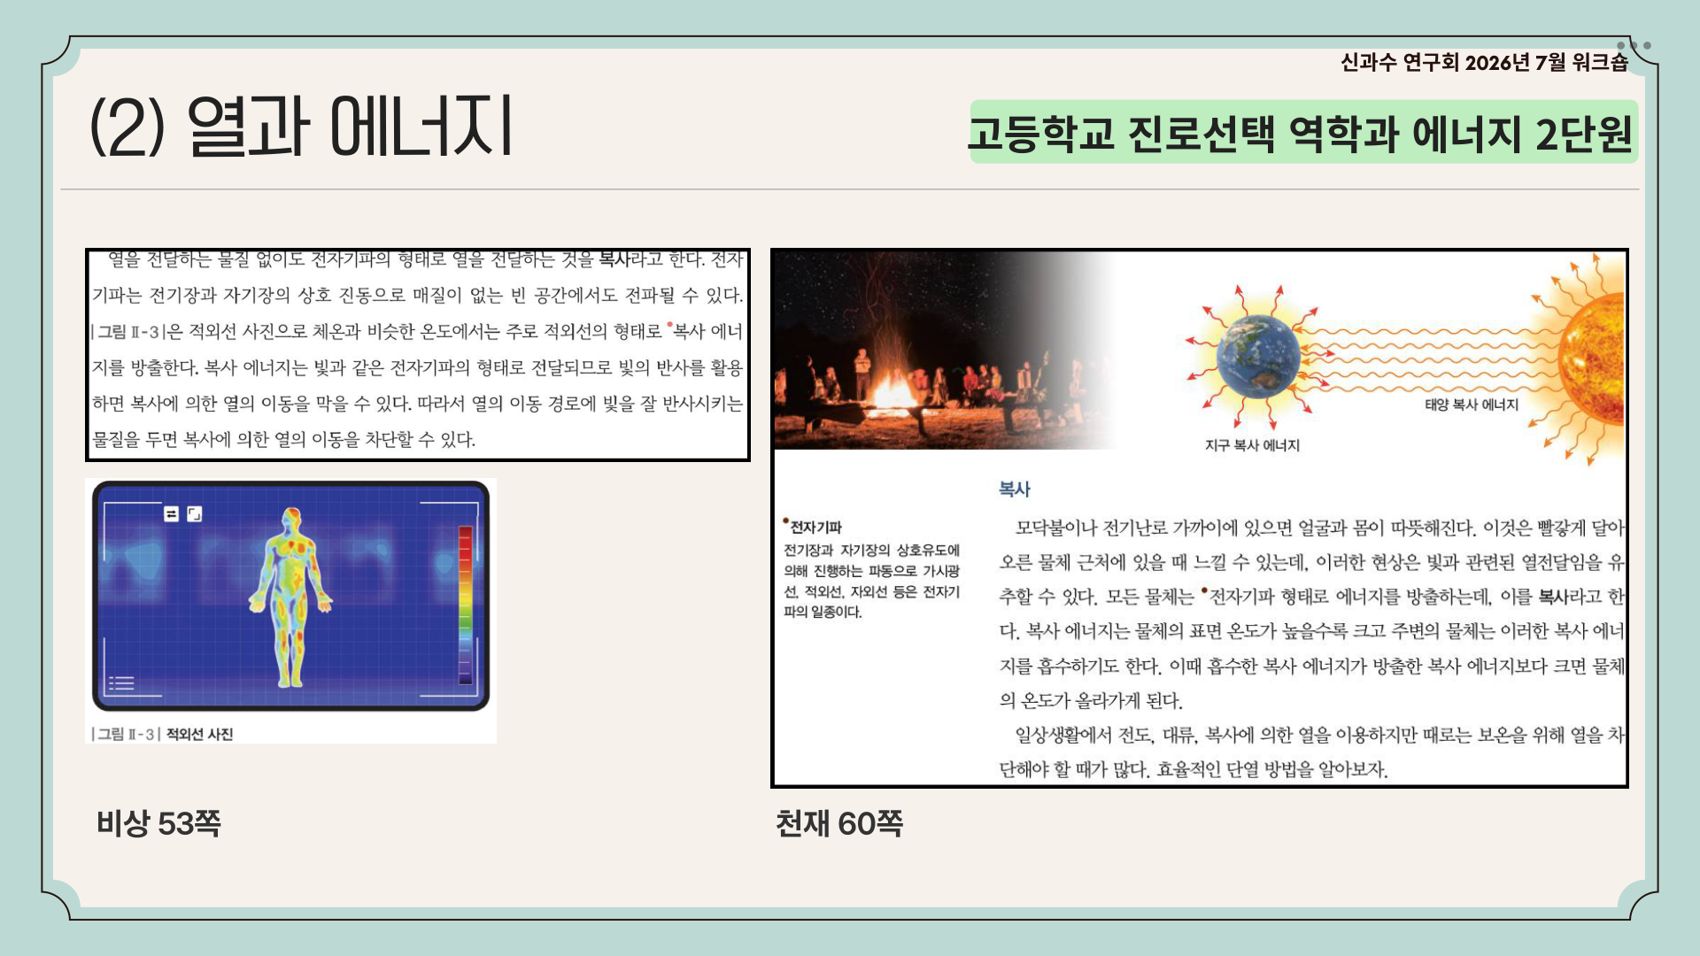 신과수 연구회 2026년 7월 워크숍
(2) 열과 에너지
고등학교 진로선택 역학과 에너지 2단원
열을 전달하는 물질 없이도 전자기파의 형태로 열을 전달하는 것을 복사라고 한다. 전자
기파는 전기장과 자기장의 상호 진동으로 매질이 없는 빈 공간에서도 전파될 수 있다.
|그림 Ⅱ-3|은 적외선 사진으로 체온과 비슷한 온도에서는 주로 적외선의 형태로 •복사 에너
지를 방출한다. 복사 에너지는 빛과 같은 전자기파의 형태로 전달되므로 빛의 반사를 활용
하면 복사에 의한 열의 이동을 막을 수 있다. 따라서 열의 이동 경로에 빛을 잘 반사시키는
물질을 두면 복사에 의한 열의 이동을 차단할 수 있다.
|그림 Ⅱ-3| 적외선 사진
비상 53쪽
태양 복사 에너지
지구 복사 에너지
복사
•전자기파
전기장과 자기장의 상호유도에
의해 진행하는 파동으로 가시광
선, 적외선, 자외선 등은 전자기
파의 일종이다.
모닥불이나 전기난로 가까이에 있으면 얼굴과 몸이 따뜻해진다. 이것은 빨갛게 달아
오른 물체 근처에 있을 때 느낄 수 있는데, 이러한 현상은 빛과 관련된 열전달임을 유
추할 수 있다. 모든 물체는 •전자기파 형태로 에너지를 방출하는데, 이를 복사라고 한
다. 복사 에너지는 물체의 표면 온도가 높을수록 크고 주변의 물체는 이러한 복사 에너
지를 흡수하기도 한다. 이때 흡수한 복사 에너지가 방출한 복사 에너지보다 크면 물체
의 온도가 올라가게 된다.
일상생활에서 전도, 대류, 복사에 의한 열을 이용하지만 때로는 보온을 위해 열을 차
단해야 할 때가 많다. 효율적인 단열 방법을 알아보자.
천재 60쪽